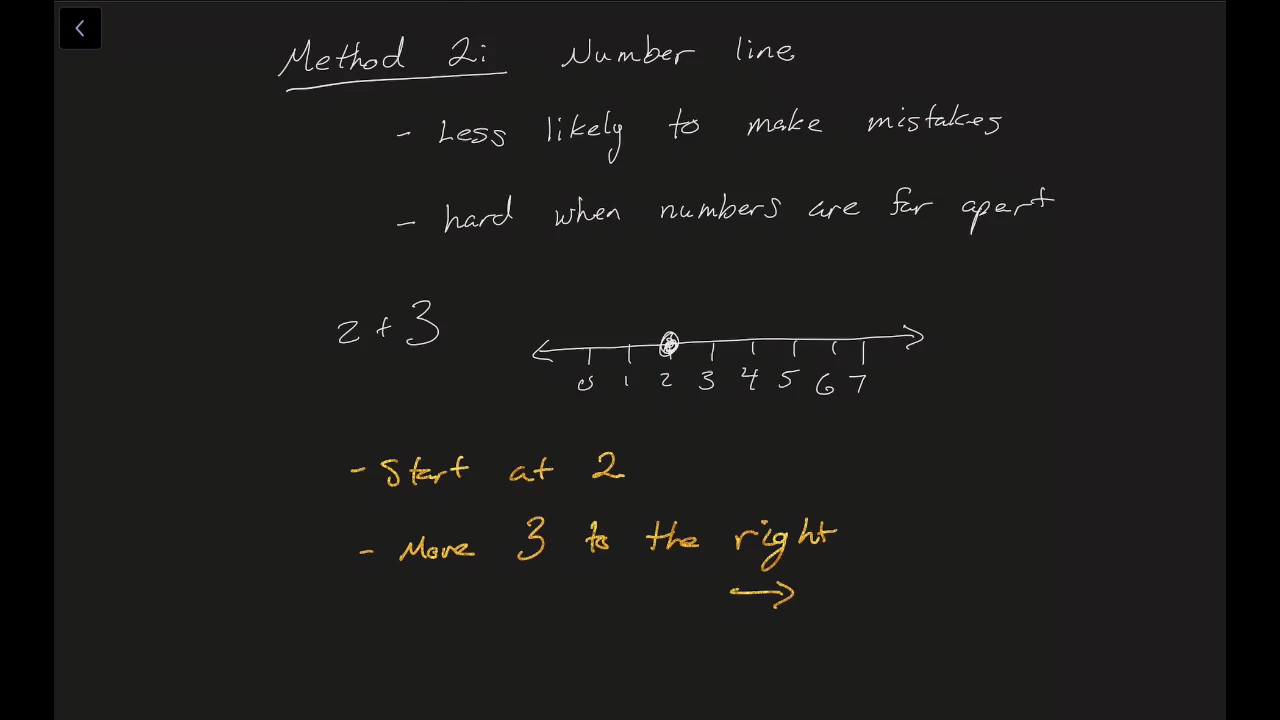 Method 2: Number line
- Less likely to make mistakes
- hard when numbers are far apart
2 + 3
0 1 2 3 4 5 6 7
- Start at 2
- Move 3 to the right